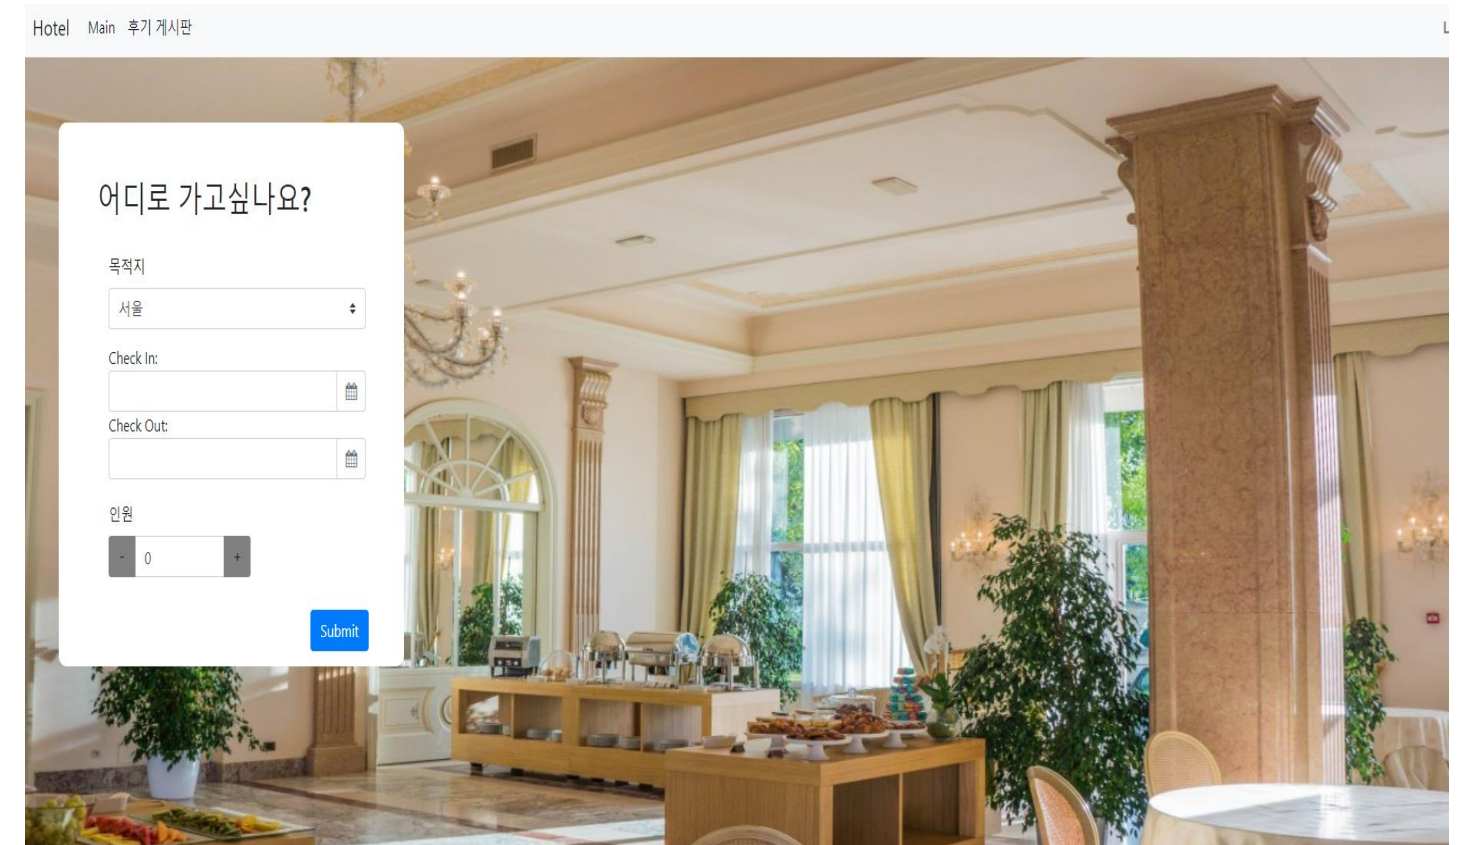 Hotel Main 후기 게시판
어디로 가고싶나요?
목적지
서울
Check In:
Check Out:
인원
- 0 +
Submit